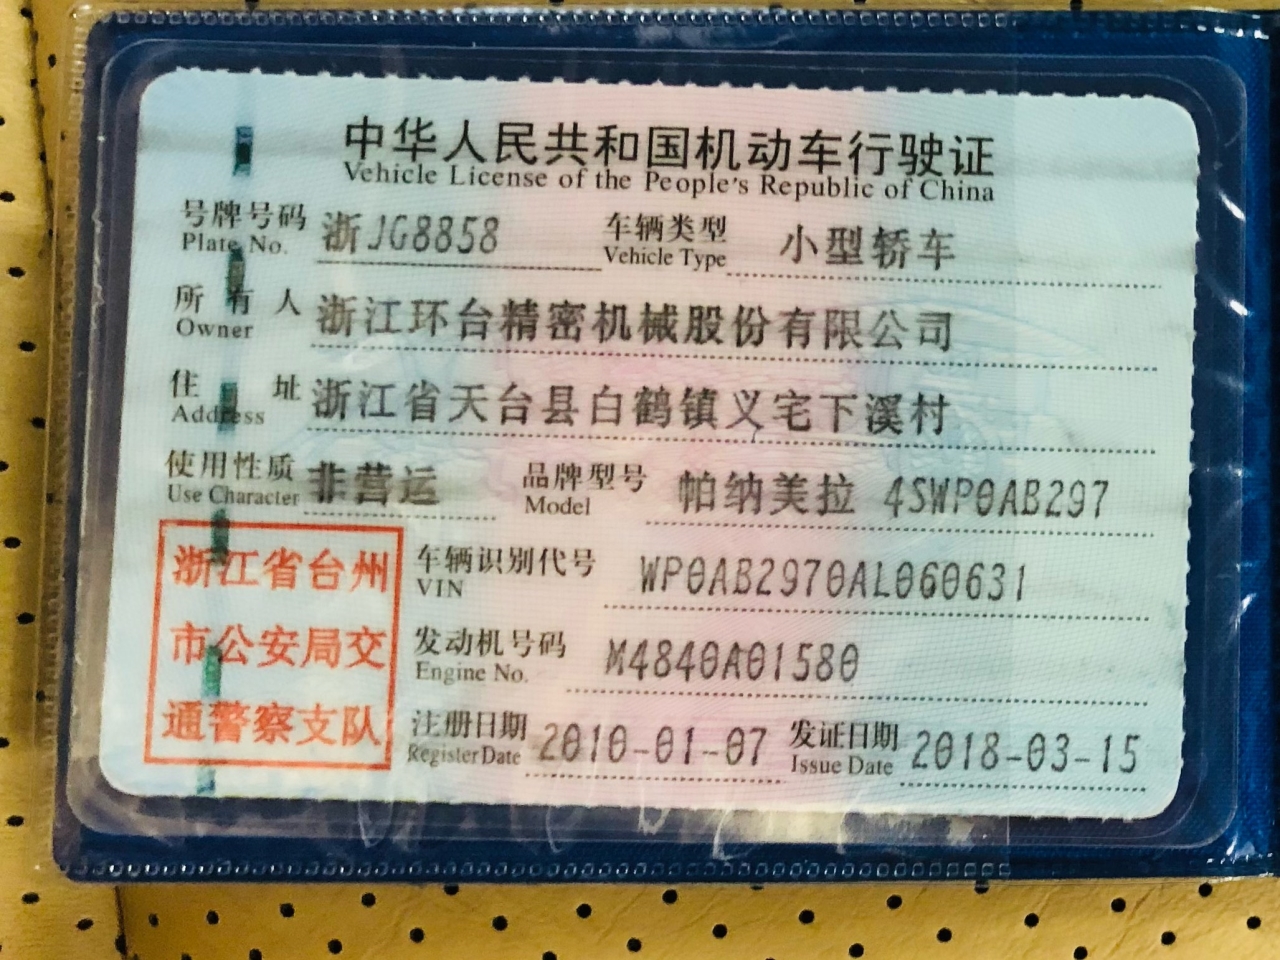 中华人民共和国机动车行驶证
Vehicle License of the People's Republic of China
号牌号码 浙JG8858 车辆类型 小型轿车
Plate No. Vehicle Type
所有人 浙江环台精密机械股份有限公司
Owner
住址 浙江省天台县白鹤镇义宅下溪村
Address
使用性质 非营运 品牌型号 帕纳美拉 4SWP0AB297
Use Character Model
浙江省台州
市公安局交
通警察支队
车辆识别代号 WP0AB2970AL060631
VIN
发动机号码 M4840A01580
Engine No.
注册日期 2010-01-07 发证日期 2018-03-15
Register Date Issue Date